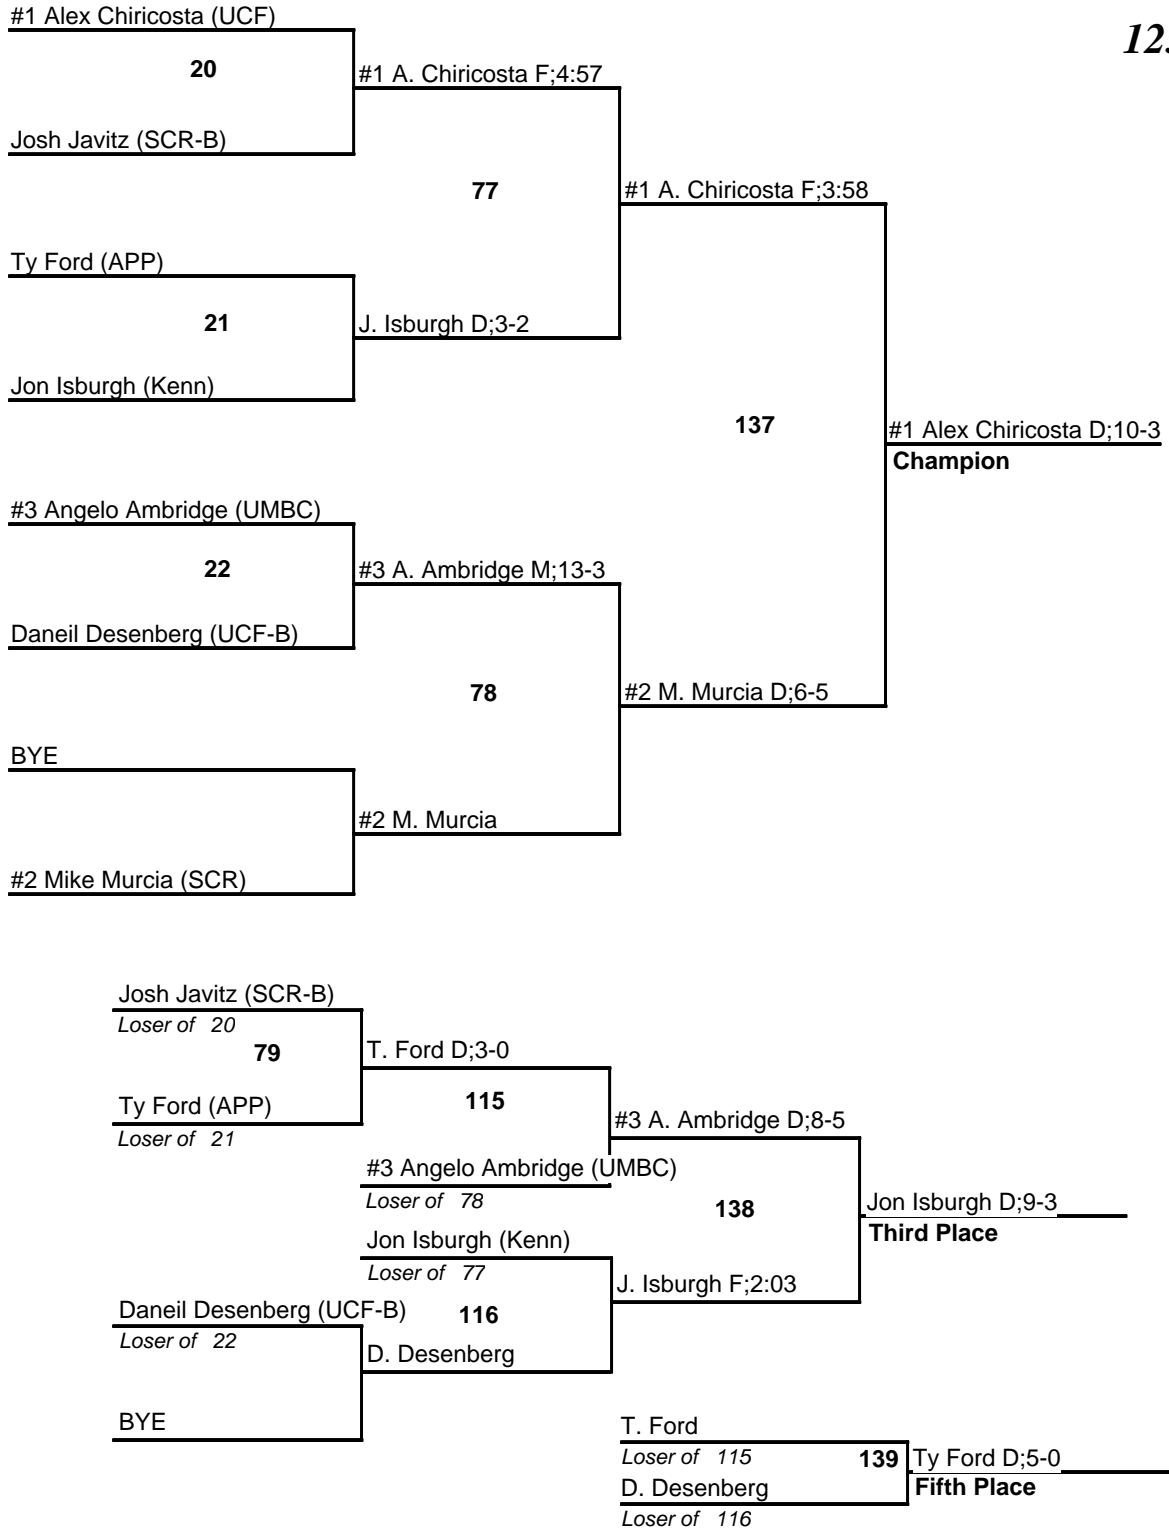 #1 Alex Chiricosta (UCF)
12
20
#1 A. Chiricosta F;4:57
Josh Javitz (SCR-B)
77
#1 A. Chiricosta F;3:58
Ty Ford (APP)
21
J. Isburgh D;3-2
Jon Isburgh (Kenn)
137
#1 Alex Chiricosta D;10-3
Champion
#3 Angelo Ambridge (UMBC)
22
#3 A. Ambridge M;13-3
Daneil Desenberg (UCF-B)
78
#2 M. Murcia D;6-5
BYE
#2 M. Murcia
#2 Mike Murcia (SCR)
Josh Javitz (SCR-B)
Loser of 20
79
T. Ford D;3-0
Ty Ford (APP)
Loser of 21
115
#3 A. Ambridge D;8-5
#3 Angelo Ambridge (UMBC)
Loser of 78
138
Jon Isburgh D;9-3
Third Place
Jon Isburgh (Kenn)
Loser of 77
J. Isburgh F;2:03
Daneil Desenberg (UCF-B)
Loser of 22
116
D. Desenberg
BYE
T. Ford
Loser of 115
139
Ty Ford D;5-0
Fifth Place
D. Desenberg
Loser of 116